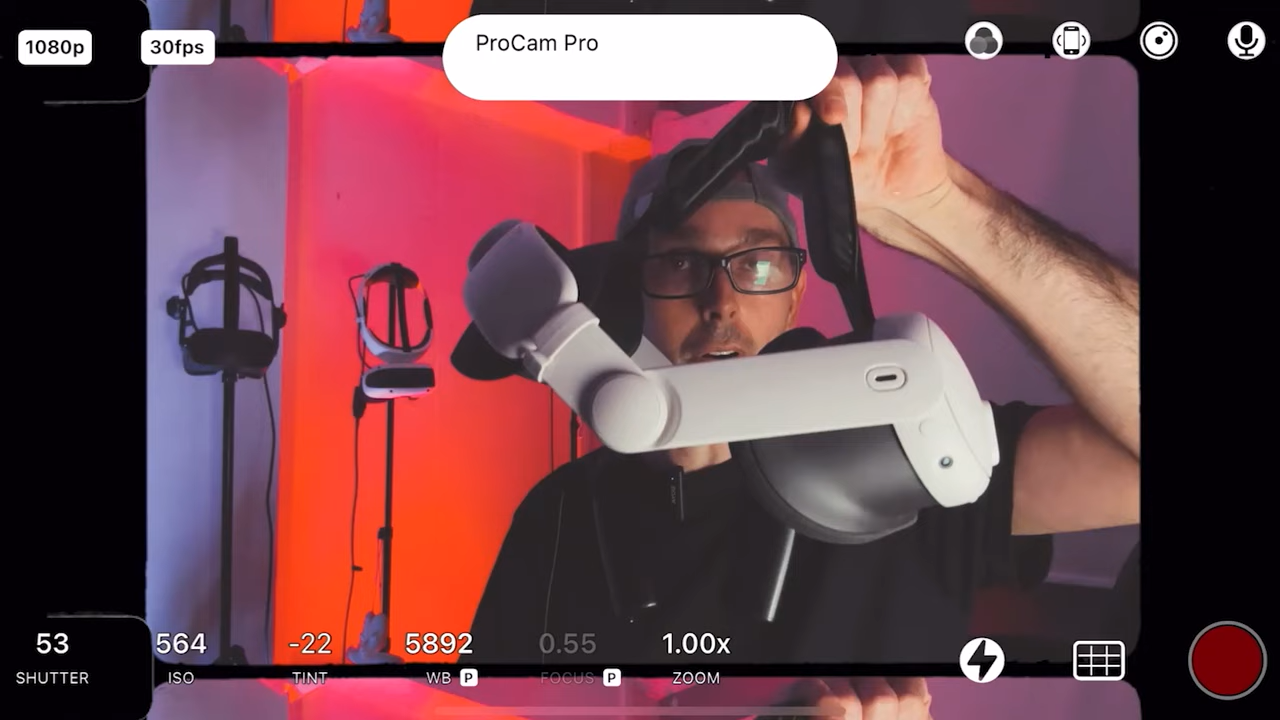 1080p
30fps
ProCam Pro
53
SHUTTER
564
ISO
-22
TINT
5892
WB P
0.55
FOCUS P
1.00x
ZOOM